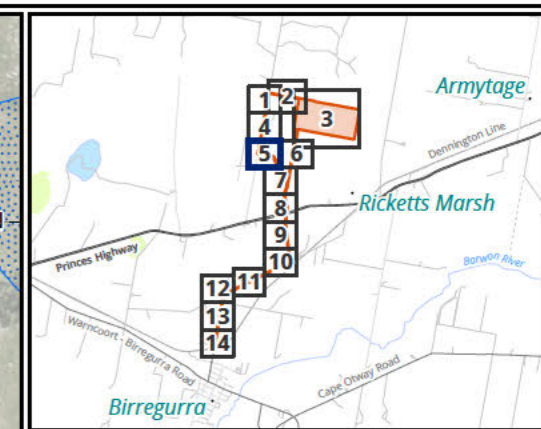 Armytage
1
2
3
4
Dennington Line
5
6
7
Ricketts Marsh
8
Princes Highway
9
10
Barwon River
11
12
13
14
Warncoort - Birregurra Road
Cape Otway Road
Birregurra